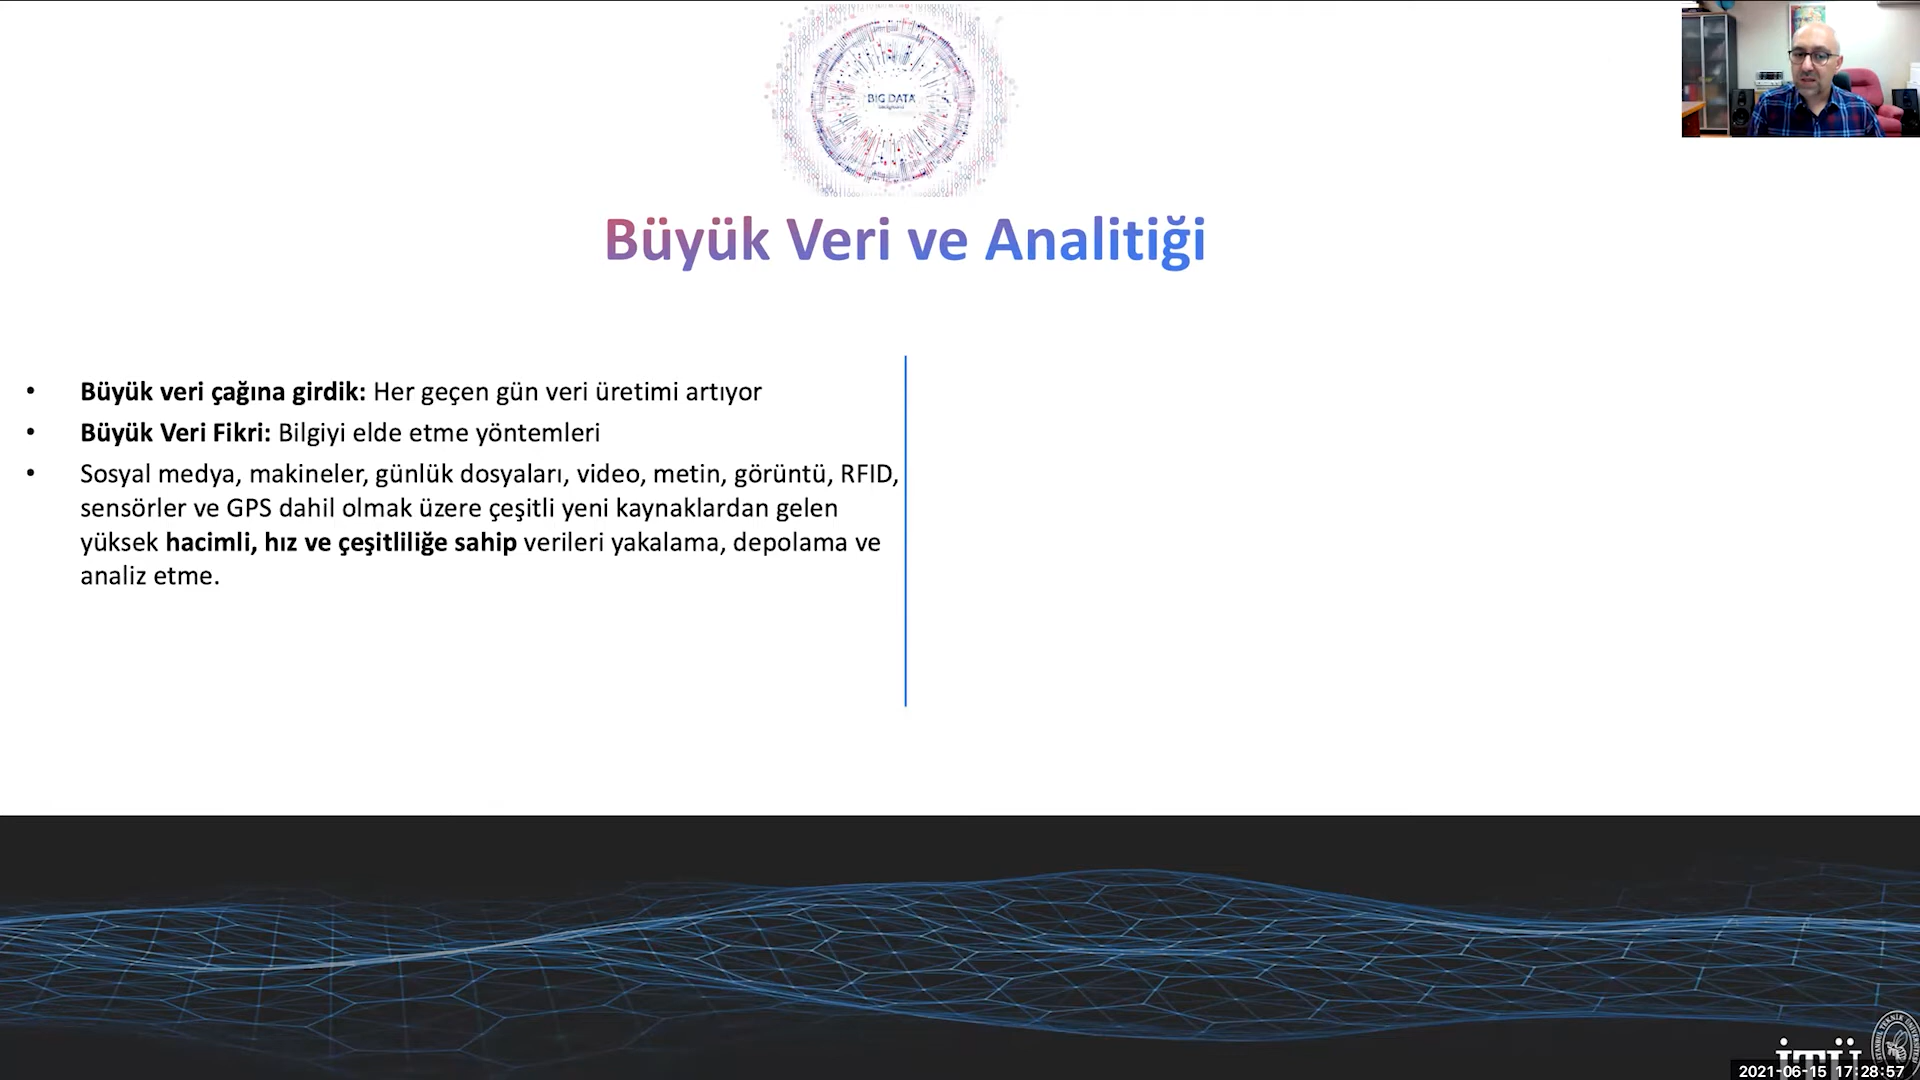 BIG DATA
Büyük Veri ve Analitiği
• Büyük veri çağına girdik: Her geçen gün veri üretimi artıyor
• Büyük Veri Fikri: Bilgiyi elde etme yöntemleri
• Sosyal medya, makineler, günlük dosyaları, video, metin, görüntü, RFID,
sensörler ve GPS dahil olmak üzere çeşitli yeni kaynaklardan gelen
yüksek hacimli, hız ve çeşitliliğe sahip verileri yakalama, depolama ve
analiz etme.
İTÜ
2021-06-15 17:28:57